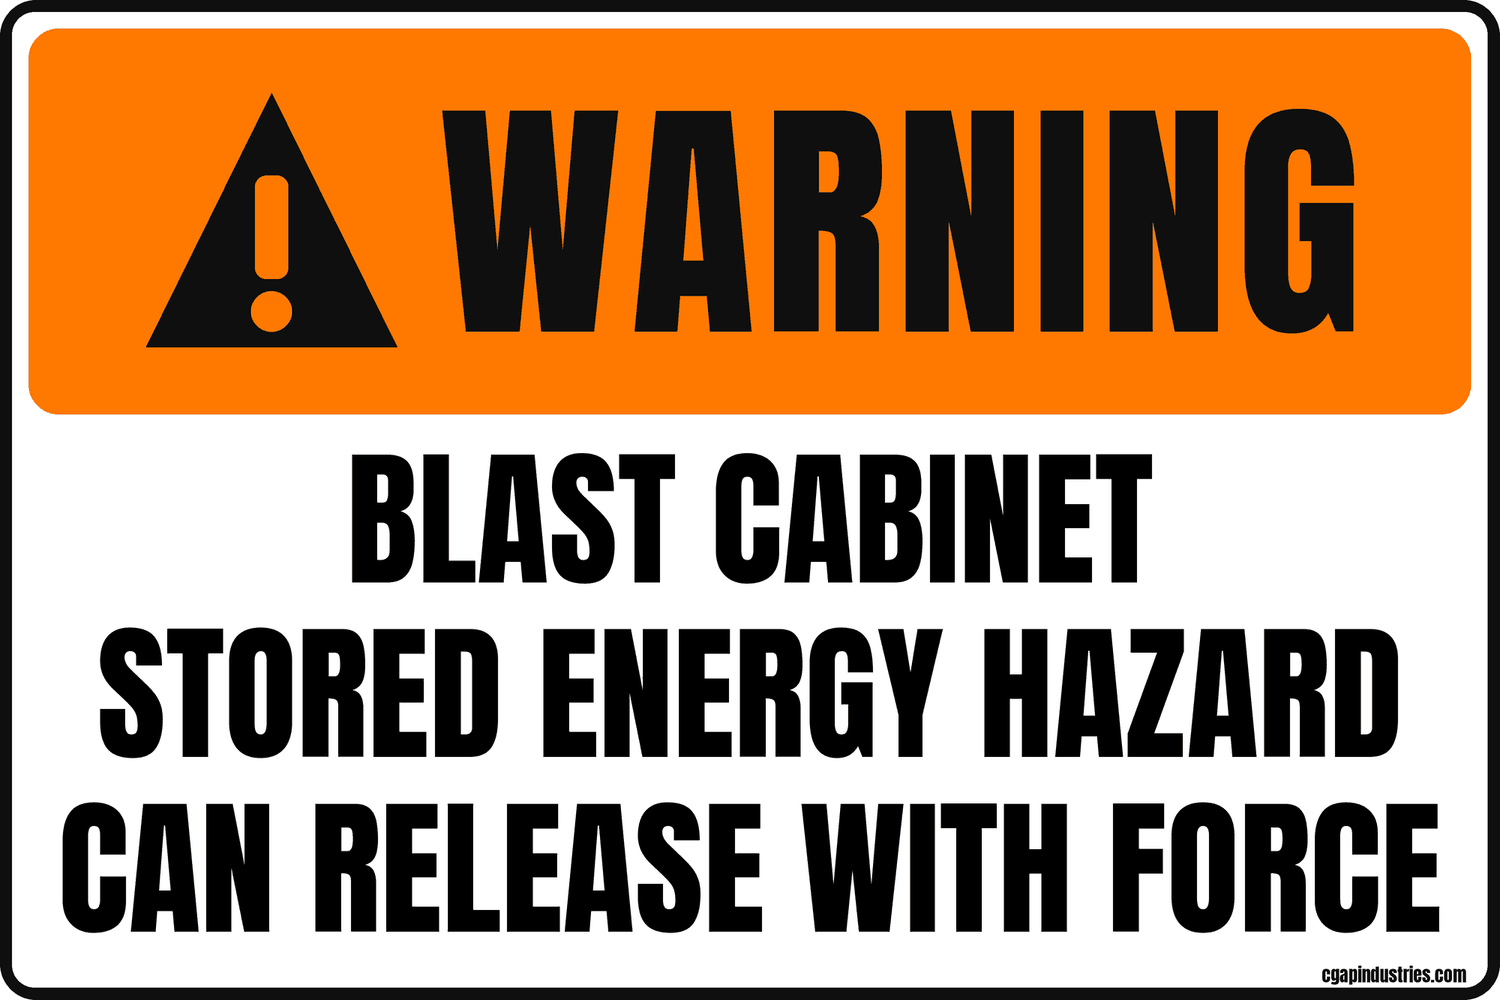 WARNING
BLAST CABINET
STORED ENERGY HAZARD
CAN RELEASE WITH FORCE
cgapindustries.com